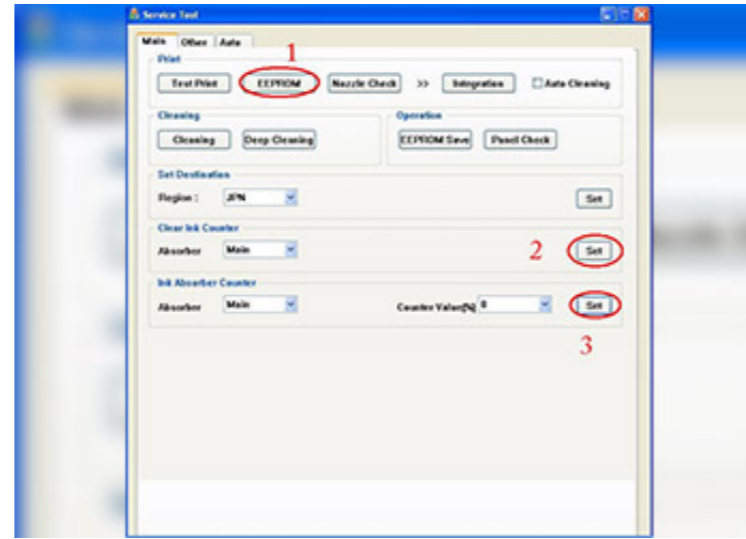 Service Tool
Main Other Auto
1
Print
Test Print EEPROM Nozzle Check >> Integration Auto Cleaning
Cleaning Operation
Cleaning Deep Cleaning EEPROM Save Panel Check
Set Destination
Region : JPN Set
Clear Ink Counter
Absorber Main 2 Set
Ink Absorber Counter
Absorber Main Counter Value[%] 0 Set
3